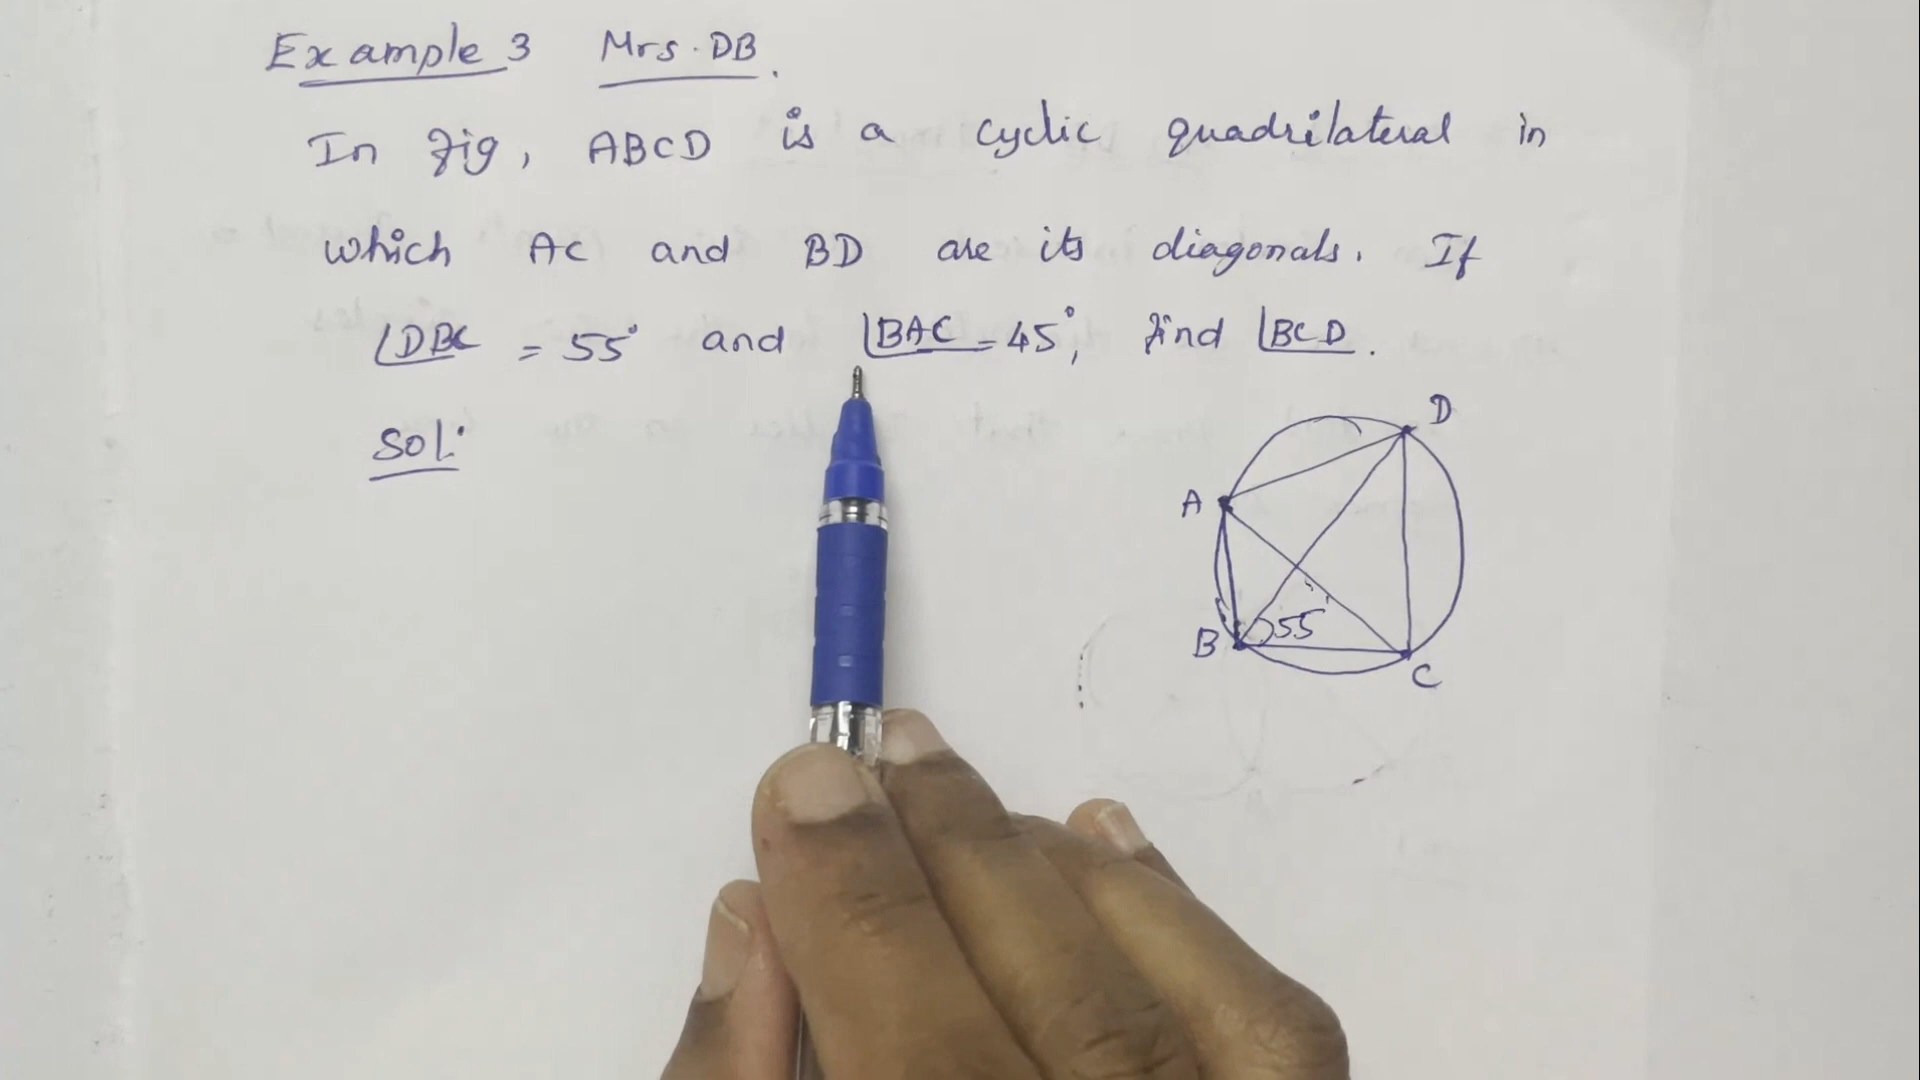 Example 3 Mrs. DB.
In fig, ABCD is a cyclic quadrilateral in
which AC and BD are its diagonals. If
∠DBC = 55° and ∠BAC = 45°, find ∠BCD.
Sol:
D
A
55
B
C